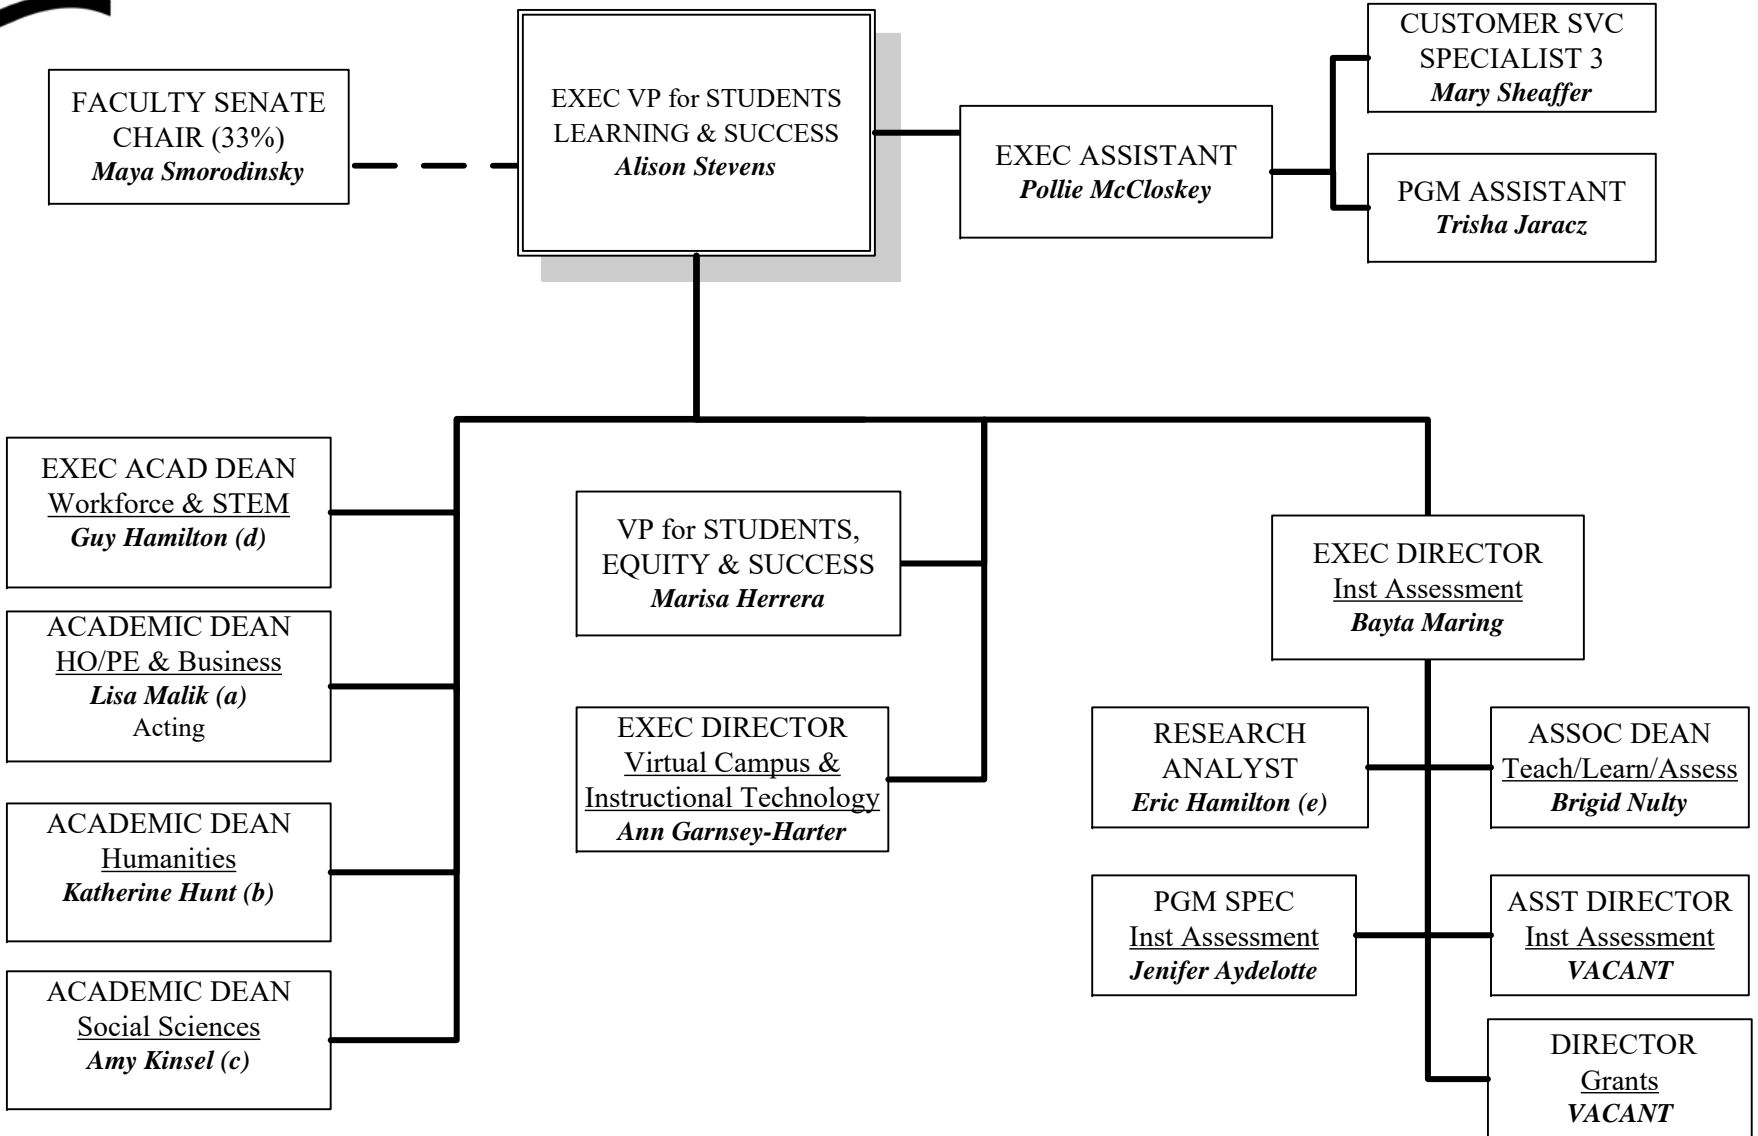 FACULTY SENATE
CHAIR (33%)
Maya Smorodinsky
EXEC VP for STUDENTS
LEARNING & SUCCESS
Alison Stevens
EXEC ASSISTANT
Pollie McCloskey
CUSTOMER SVC
SPECIALIST 3
Mary Sheaffer
PGM ASSISTANT
Trisha Jaracz
EXEC ACAD DEAN
Workforce & STEM
Guy Hamilton (d)
ACADEMIC DEAN
HO/PE & Business
Lisa Malik (a)
Acting
ACADEMIC DEAN
Humanities
Katherine Hunt (b)
ACADEMIC DEAN
Social Sciences
Amy Kinsel (c)
VP for STUDENTS,
EQUITY & SUCCESS
Marisa Herrera
EXEC DIRECTOR
Virtual Campus &
Instructional Technology
Ann Garnsey-Harter
EXEC DIRECTOR
Inst Assessment
Bayta Maring
RESEARCH
ANALYST
Eric Hamilton (e)
ASSOC DEAN
Teach/Learn/Assess
Brigid Nulty
PGM SPEC
Inst Assessment
Jenifer Aydelotte
ASST DIRECTOR
Inst Assessment
VACANT
DIRECTOR
Grants
VACANT